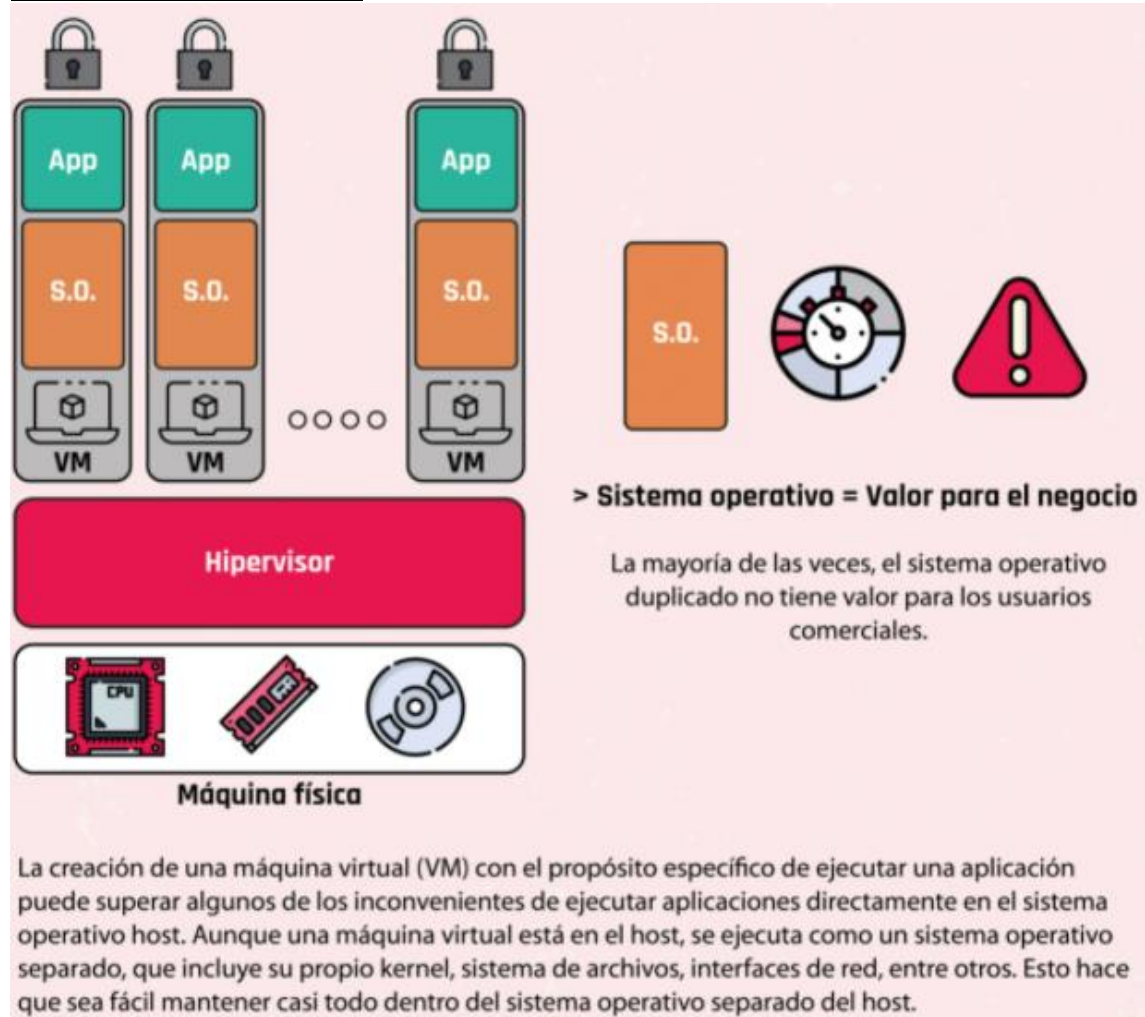 App
App
App
S.O.
S.O.
S.O.
S.O.
VM
VM
VM
> Sistema operativo = Valor para el negocio
La mayoría de las veces, el sistema operativo
duplicado no tiene valor para los usuarios
comerciales.
Hipervisor
CPU
Máquina física
La creación de una máquina virtual (VM) con el propósito específico de ejecutar una aplicación
puede superar algunos de los inconvenientes de ejecutar aplicaciones directamente en el sistema
operativo host. Aunque una máquina virtual está en el host, se ejecuta como un sistema operativo
separado, que incluye su propio kernel, sistema de archivos, interfaces de red, entre otros. Esto hace
que sea fácil mantener casi todo dentro del sistema operativo separado del host.